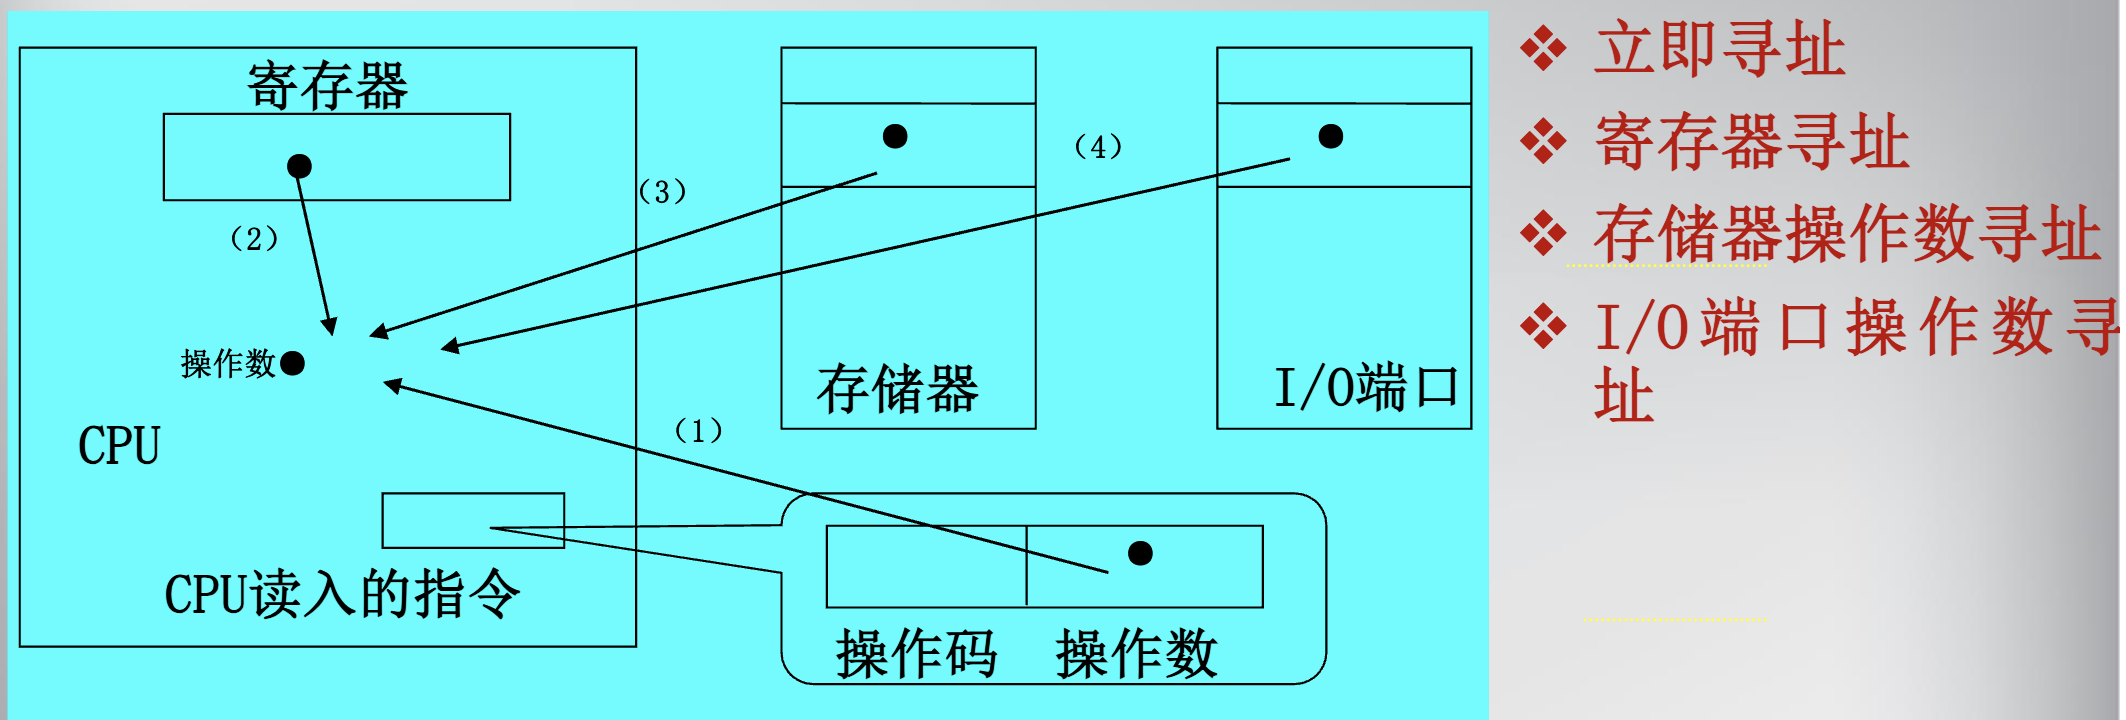 寄存器
（2）
（3）
（4）
操作数
CPU
存储器
I/O端口
（1）
CPU读入的指令
操作码 操作数
❖ 立即寻址
❖ 寄存器寻址
❖ 存储器操作数寻址
❖ I/O端口操作数寻
址